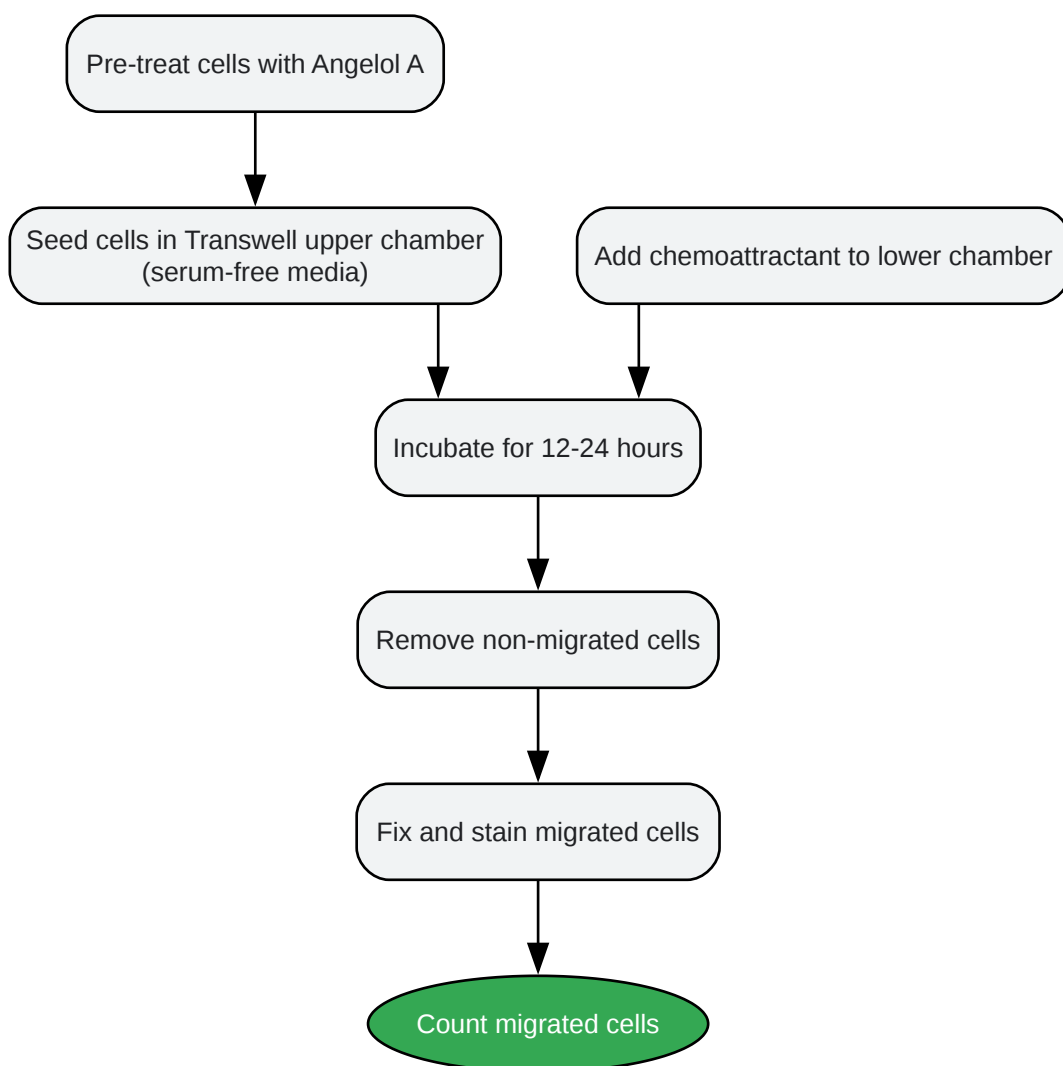 Pre-treat cells with Angelol A
Seed cells in Transwell upper chamber
(serum-free media)
Add chemoattractant to lower chamber
Incubate for 12-24 hours
Remove non-migrated cells
Fix and stain migrated cells
Count migrated cells